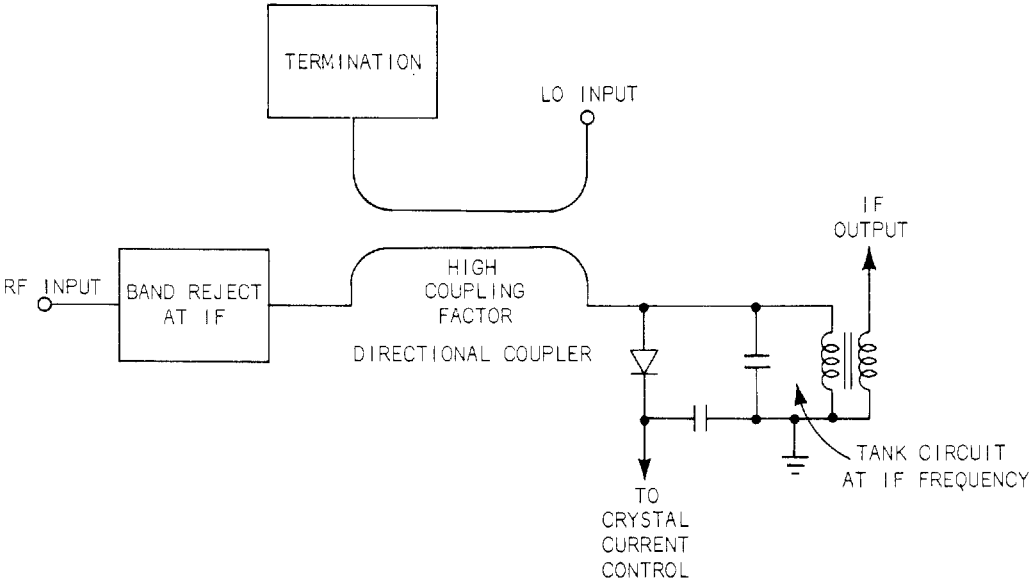 TERMINATION
LO INPUT
IF
OUTPUT
RF INPUT
BAND REJECT
AT IF
HIGH
COUPLING
FACTOR
DIRECTIONAL COUPLER
TANK CIRCUIT
AT IF FREQUENCY
TO
CRYSTAL
CURRENT
CONTROL